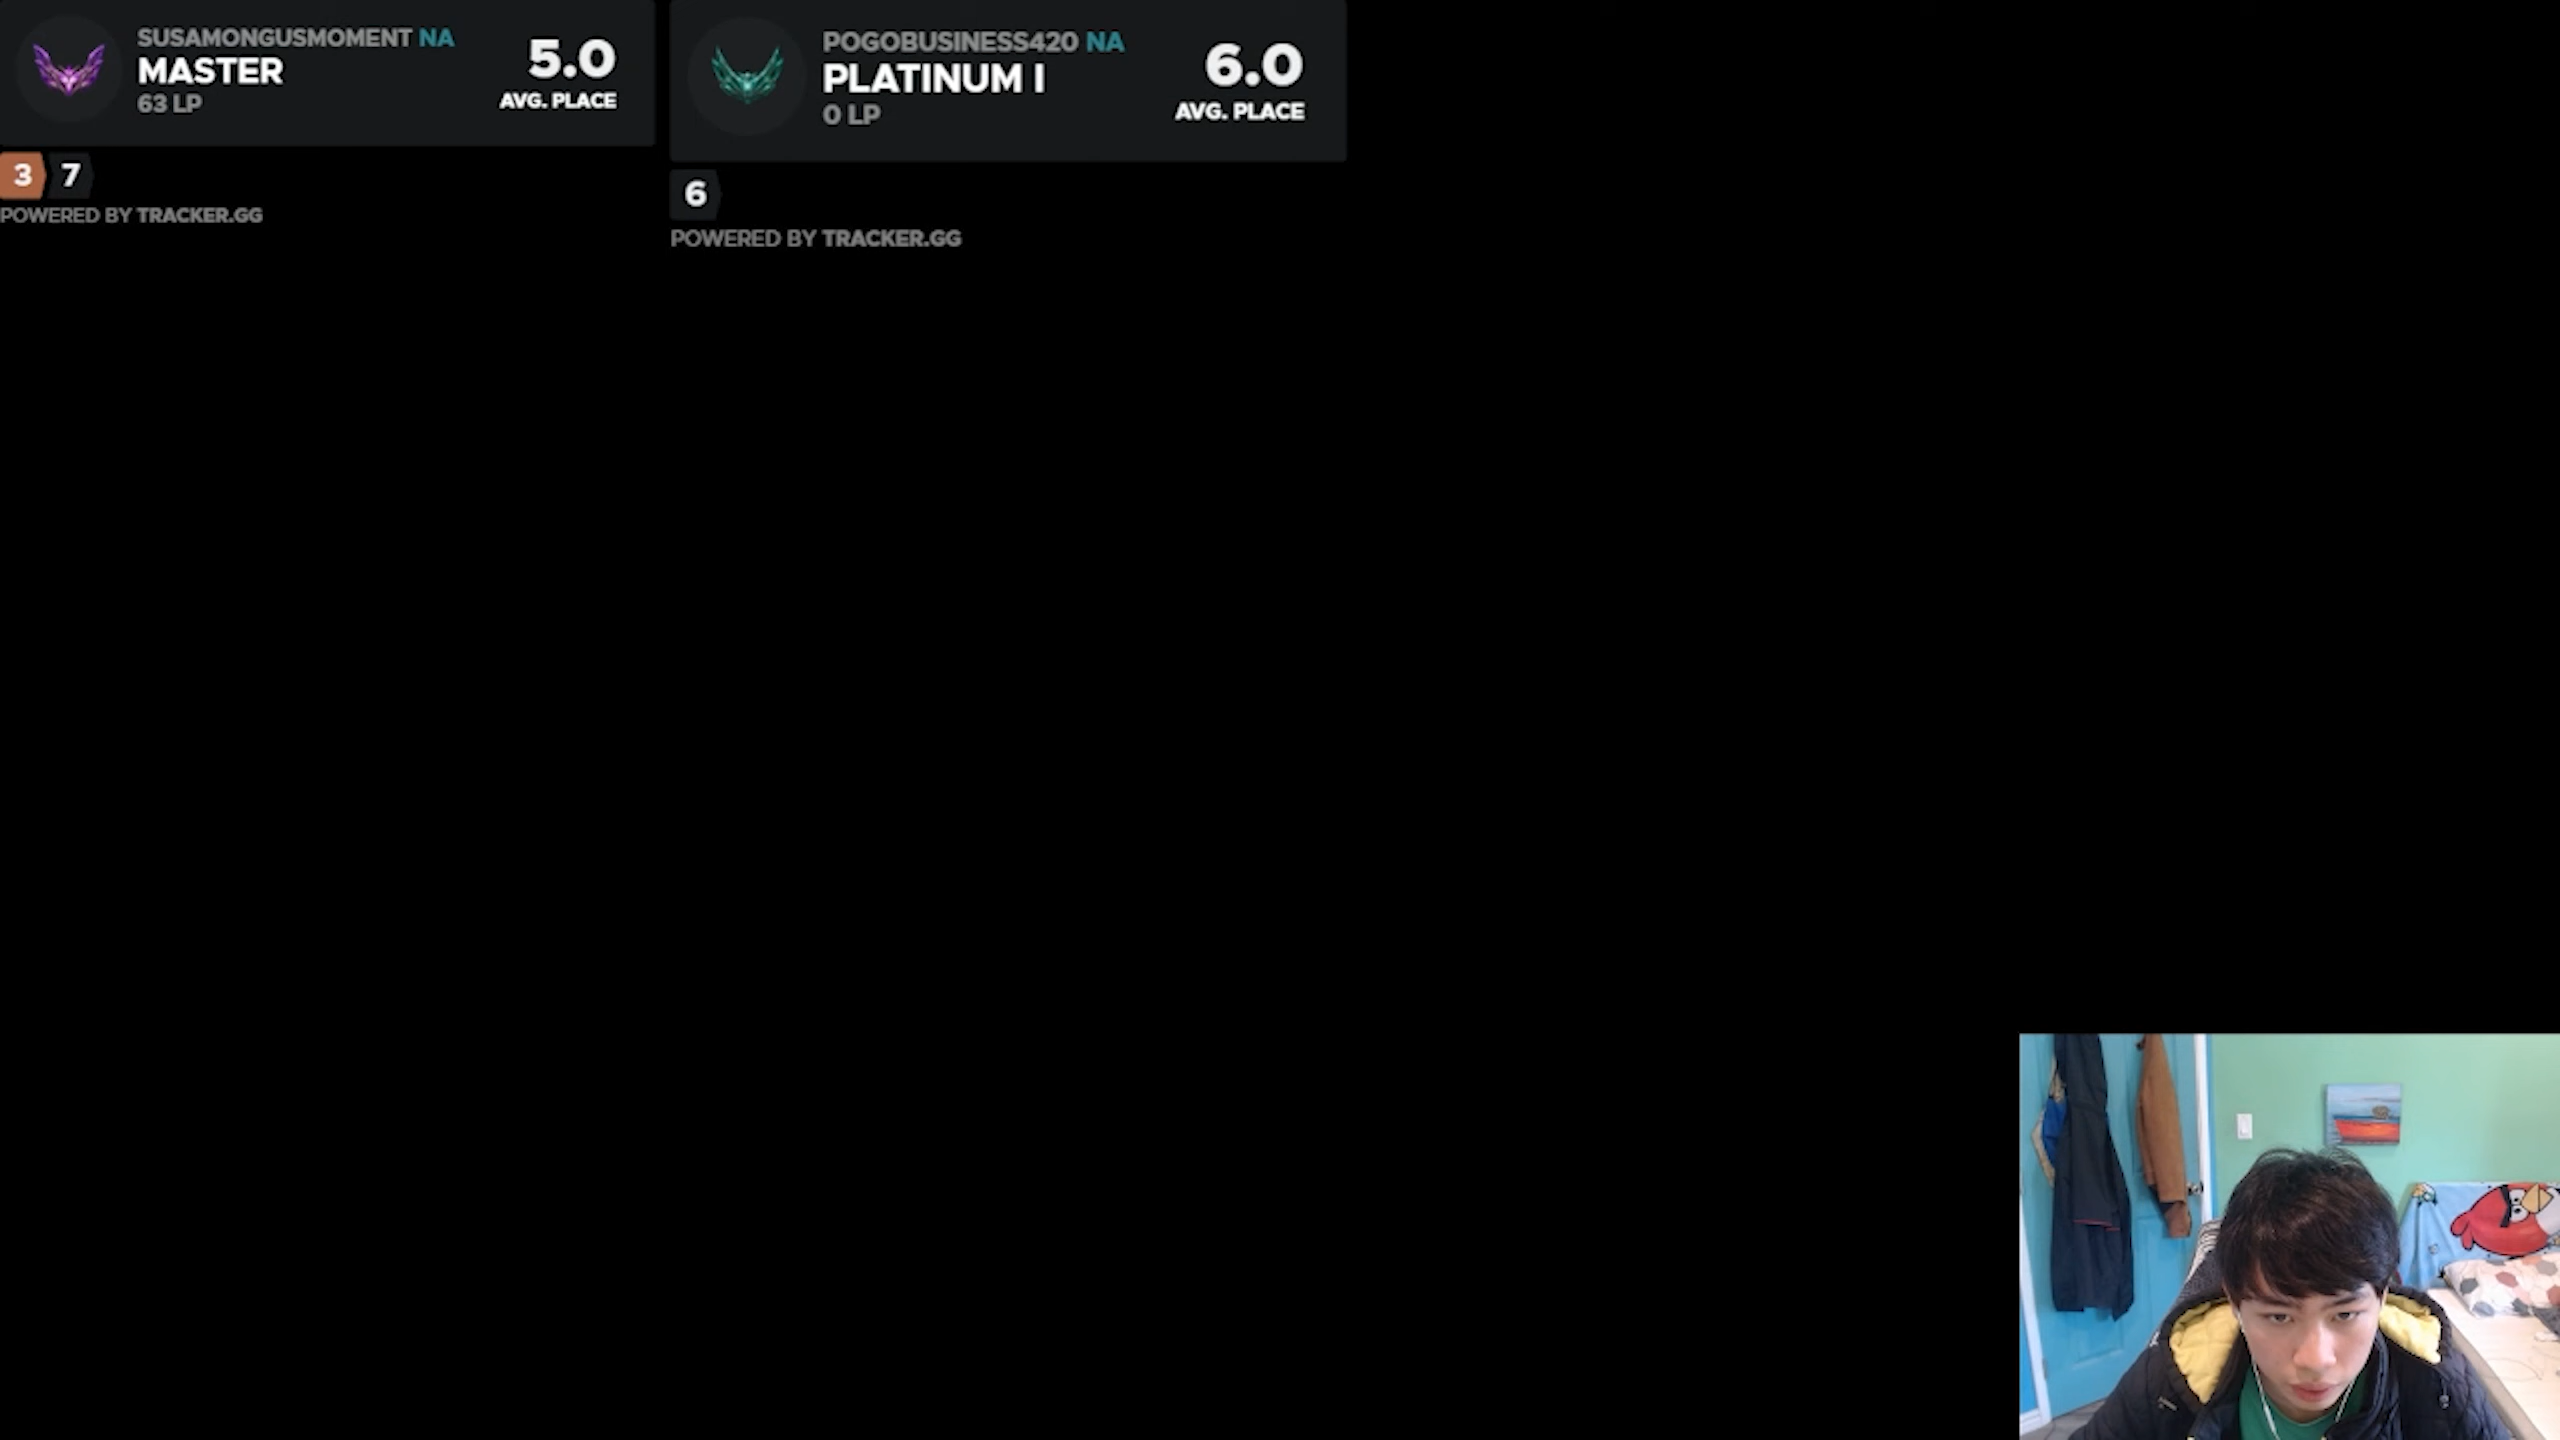 SUSAMONGUSMOMENT NA
MASTER
63 LP
5.0
AVG. PLACE
3 7
POWERED BY TRACKER.GG
POGOBUSINESS420 NA
PLATINUM I
0 LP
6.0
AVG. PLACE
6
POWERED BY TRACKER.GG